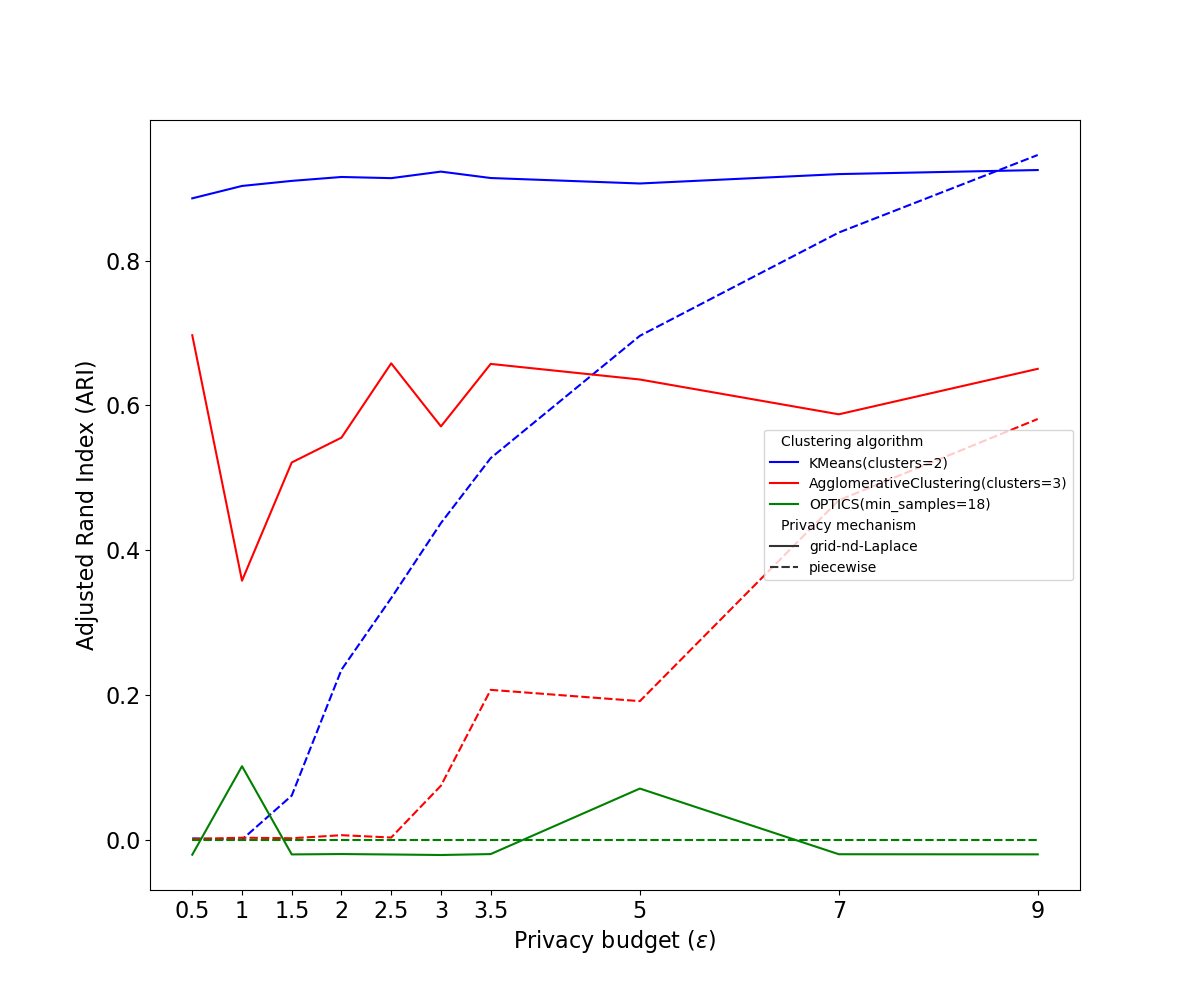 0.8
0.6
0.4
0.2
0.0
Adjusted Rand Index (ARI)
Clustering algorithm
KMeans(clusters=2)
AgglomerativeClustering(clusters=3)
OPTICS(min_samples=18)
Privacy mechanism
grid-nd-Laplace
piecewise
0.5 1 1.5 2 2.5 3 3.5 5 7 9
Privacy budget (ε)